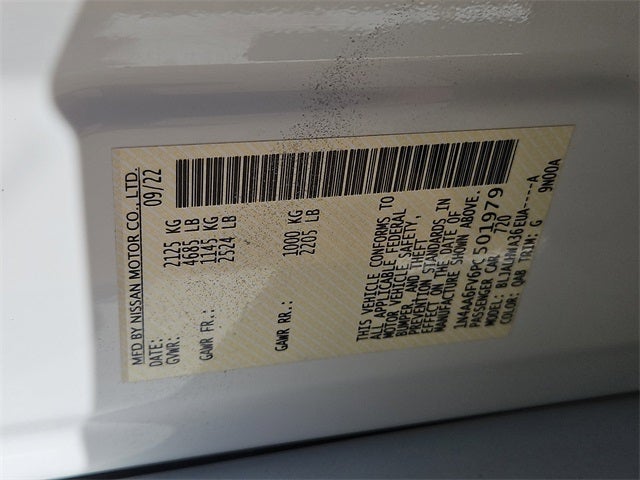 MFD BY NISSAN MOTOR CO., LTD.
DATE: 09/22
GVWR: 2125 KG
4685 LB
GAWR FR.: 1145 KG
2524 LB
GAWR RR.: 1000 KG
2205 LB
THIS VEHICLE CONFORMS TO
ALL APPLICABLE FEDERAL
MOTOR VEHICLE SAFETY,
BUMPER, AND THEFT
PREVENTION STANDARDS IN
EFFECT ON THE DATE OF
MANUFACTURE SHOWN ABOVE.
1N4AA6FV6PC501979
PASSENGER CAR 720
MODEL: BLJALHWA36EUA----A
COLOR: QAB TRIM: G 9W00A